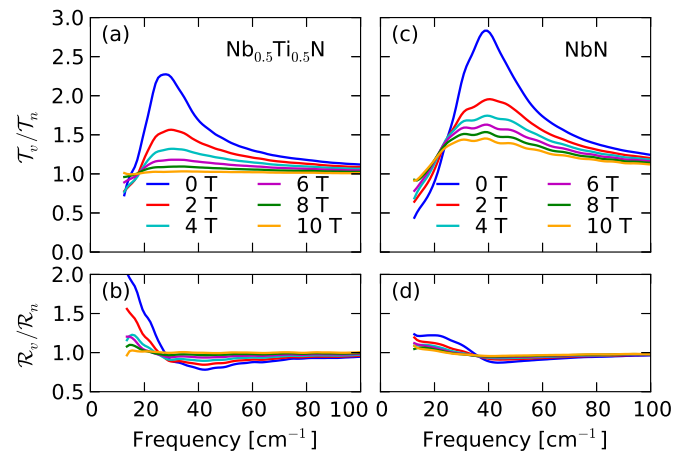 (a)
Nb0.5Ti0.5N
3.0
2.5
2.0
1.5
1.0
0.5
0.0
𝒯v/𝒯n
0 T
2 T
4 T
6 T
8 T
10 T
(c)
NbN
0 T
2 T
4 T
6 T
8 T
10 T
(b)
2.0
1.5
1.0
0.5
ℛv/ℛn
0 20 40 60 80 100
Frequency [cm⁻¹]
(d)
0 20 40 60 80 100
Frequency [cm⁻¹]